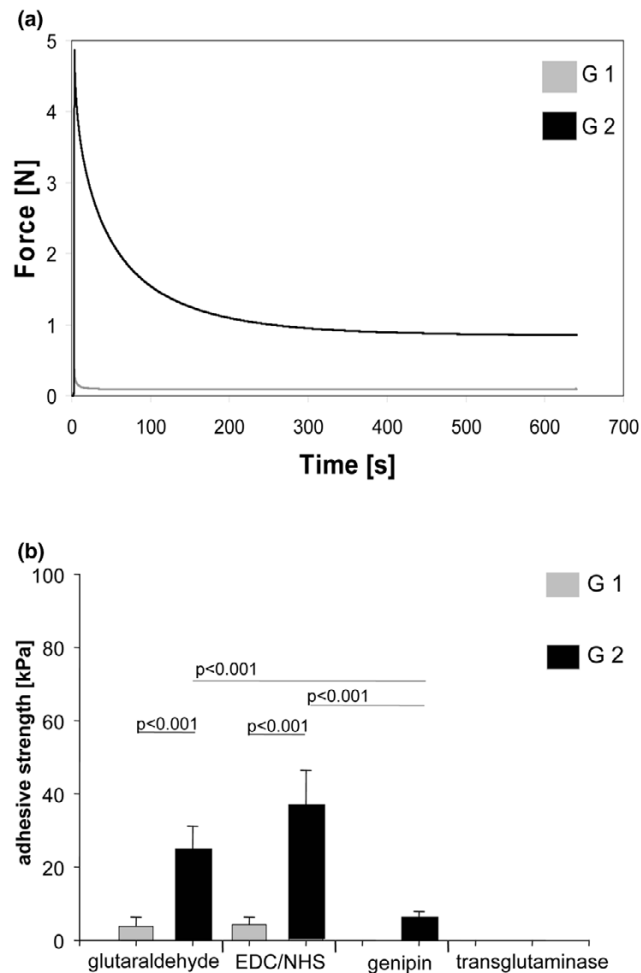 (a)
5
4
3
2
1
0
Force [N]
0 100 200 300 400 500 600 700
Time [s]
G 1
G 2
(b)
100
80
60
40
20
0
adhesive strength [kPa]
G 1
G 2
p<0.001
p<0.001
p<0.001 p<0.001
glutaraldehyde EDC/NHS genipin transglutaminase